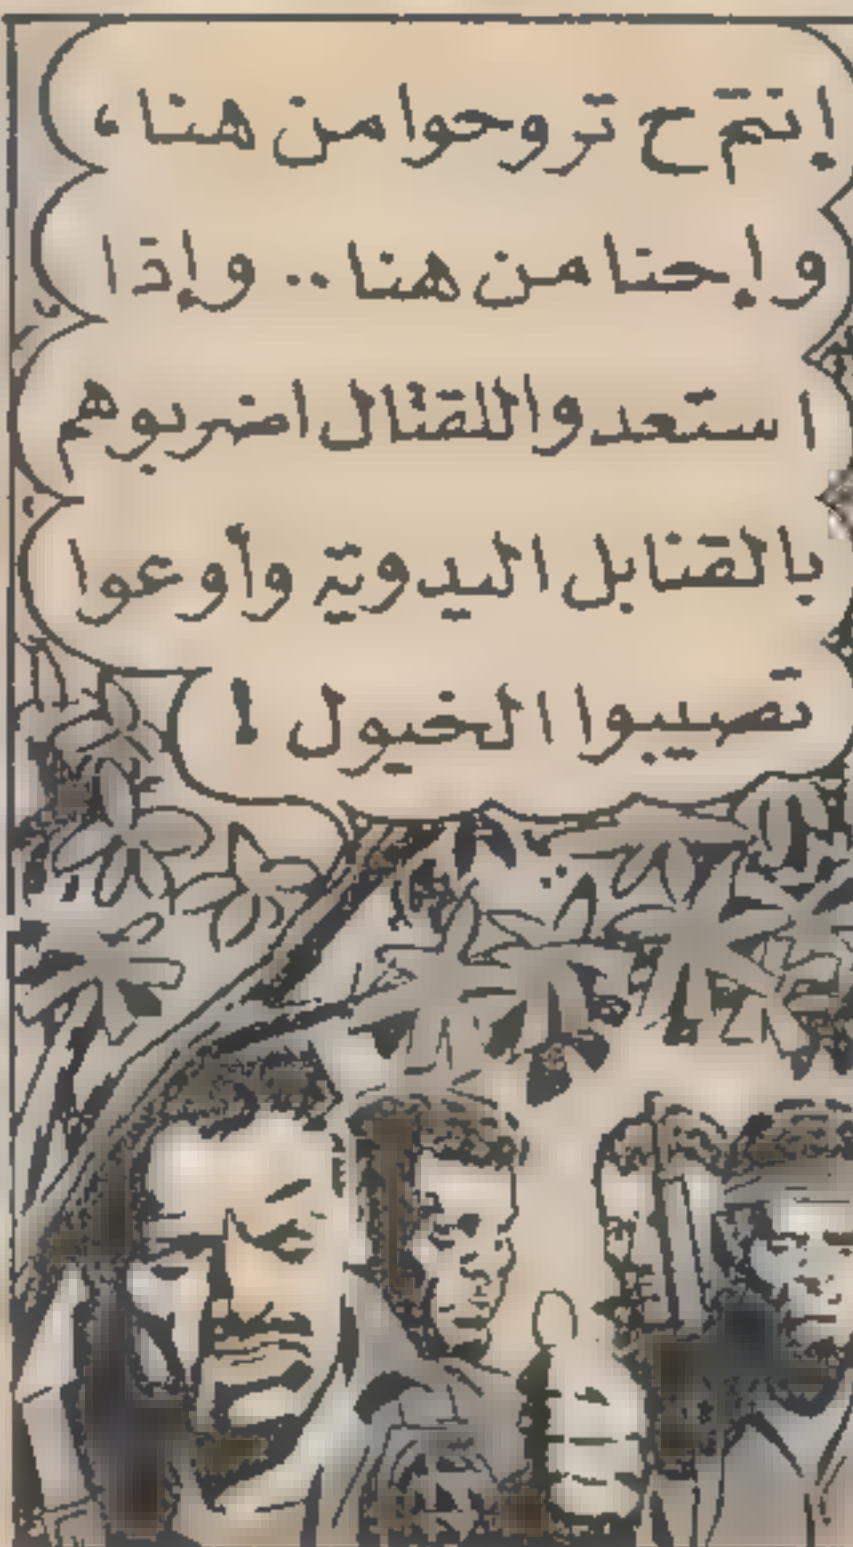 إنتمّ ح تروحوا من هنا،
وإحنا من هنا .. وإذا
استعدوا للقتال اضربوهم
بالقنابل اليدوية وأوعوا
تصيبوا الخيول !